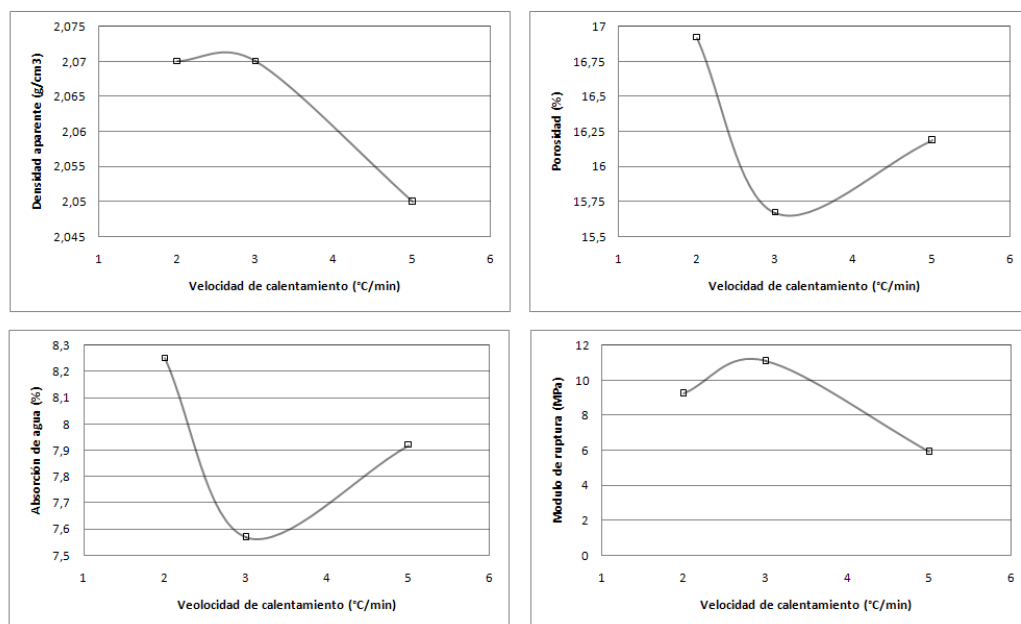 Densidad aparente (g/cm3)
2,075
2,07
2,065
2,06
2,055
2,05
2,045
1 2 3 4 5 6
Velocidad de calentamiento (°C/min)
Porosidad (%)
17
16,75
16,5
16,25
16
15,75
15,5
1 2 3 4 5 6
Velocidad de calentamiento (°C/min)
Absorción de agua (%)
8,3
8,2
8,1
8
7,9
7,8
7,7
7,6
7,5
1 2 3 4 5 6
Veolocidad de calentamiento (°C/min)
Modulo de ruptura (MPa)
12
10
8
6
4
2
0
1 2 3 4 5 6
Velocidad de calentamiento (°C/min)